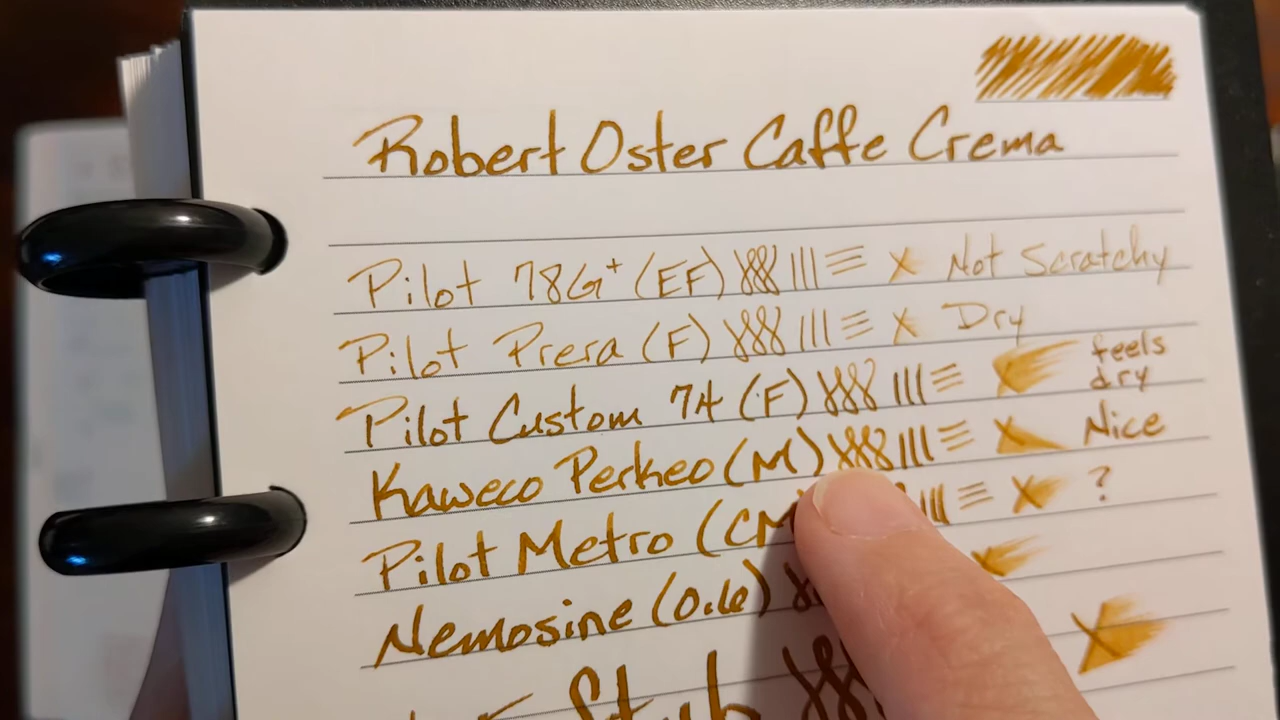 Robert Oster Caffe Crema
Pilot 78G+ (EF) X Not Scratchy
Pilot Prera (F) X Dry
Pilot Custom 74 (F) X feels dry
Kaweco Perkeo (M) X Nice
Pilot Metro (CM) X ?
Nemosine (0.6)
Stub X